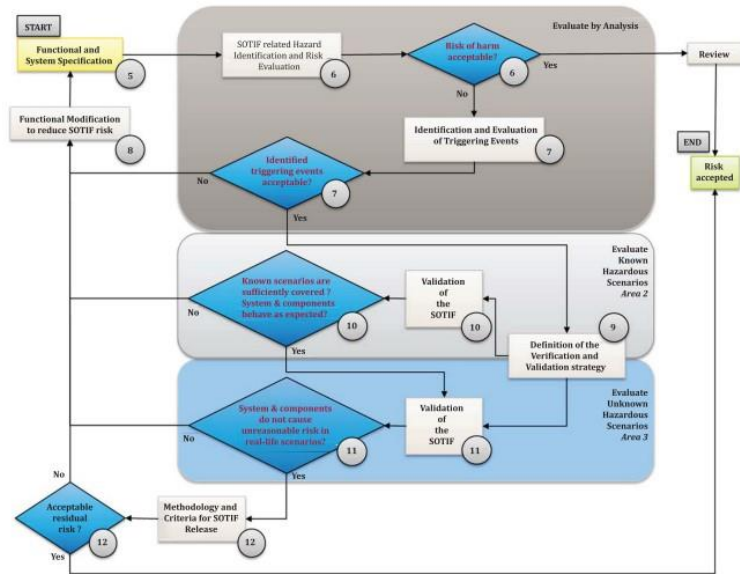 START
Evaluate by Analysis
Functional and
System Specification
5
SOTIF related Hazard
Identification and Risk
Evaluation
6
Risk of harm
acceptable?
6
Yes
Review
No
Functional Modification
to reduce SOTIF risk
8
Identification and Evaluation
of Triggering Events
7
END
Risk
accepted
Identified
triggering events
acceptable?
7
No
Yes
Evaluate
Known
Hazardous
Scenarios
Area 2
Known scenarios are
sufficiently covered ?
System & components
behave as expected?
10
No
Yes
Validation
of
the
SOTIF
10
9
Definition of the
Verification and
Validation strategy
Evaluate
Unknown
Hazardous
Scenarios
Area 3
System & components
do not cause
unreasonable risk in
real-life scenarios?
11
No
Yes
Validation
of
the
SOTIF
11
No
Acceptable
residual
risk ?
12
Yes
Methodology and
Criteria for SOTIF
Release
12